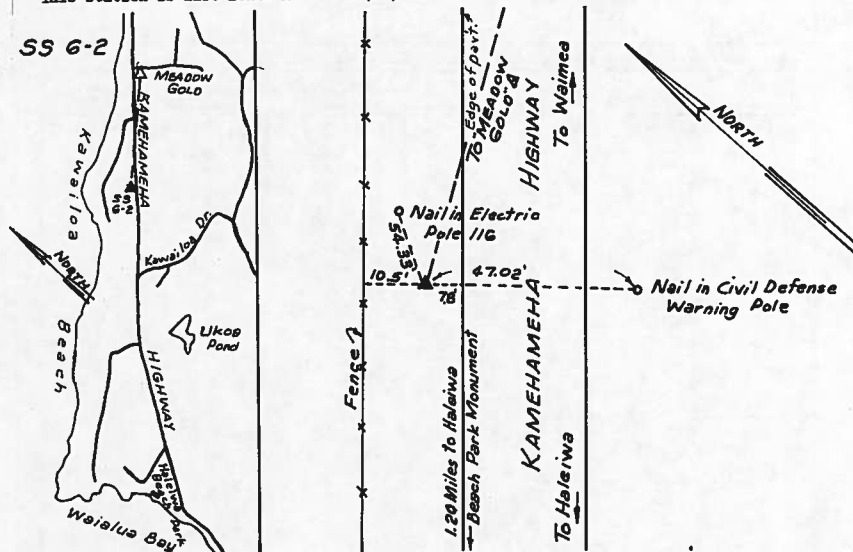 SS 6-2
MEADOW
GOLD
KAMEHAMEHA
Kawailoa
SS
6-2
Kawailoa Dr.
NORTH
Beach
Ukoa
Pond
HIGHWAY
Haleiwa
Beach Park
Waialua Bay
Fence
10.5'
54.33'
Nail in Electric
Pole 116
47.02'
7.8'
Edge of pavt.
To "MEADOW
GOLD"
KAMEHAMEHA HIGHWAY
To Waimea
To Haleiwa
1.20 Miles to Haleiwa
Beach Park Monument
NORTH
Nail in Civil Defense
Warning Pole